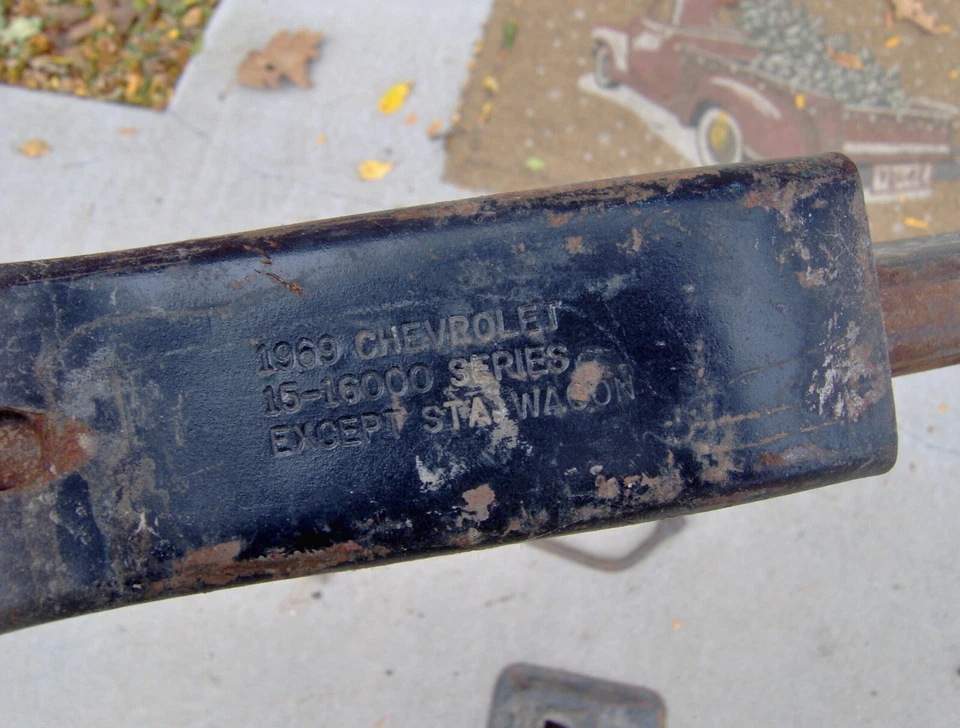 1969 CHEVROLET
15-16000 SERIES
EXCEPT STA. WAGON